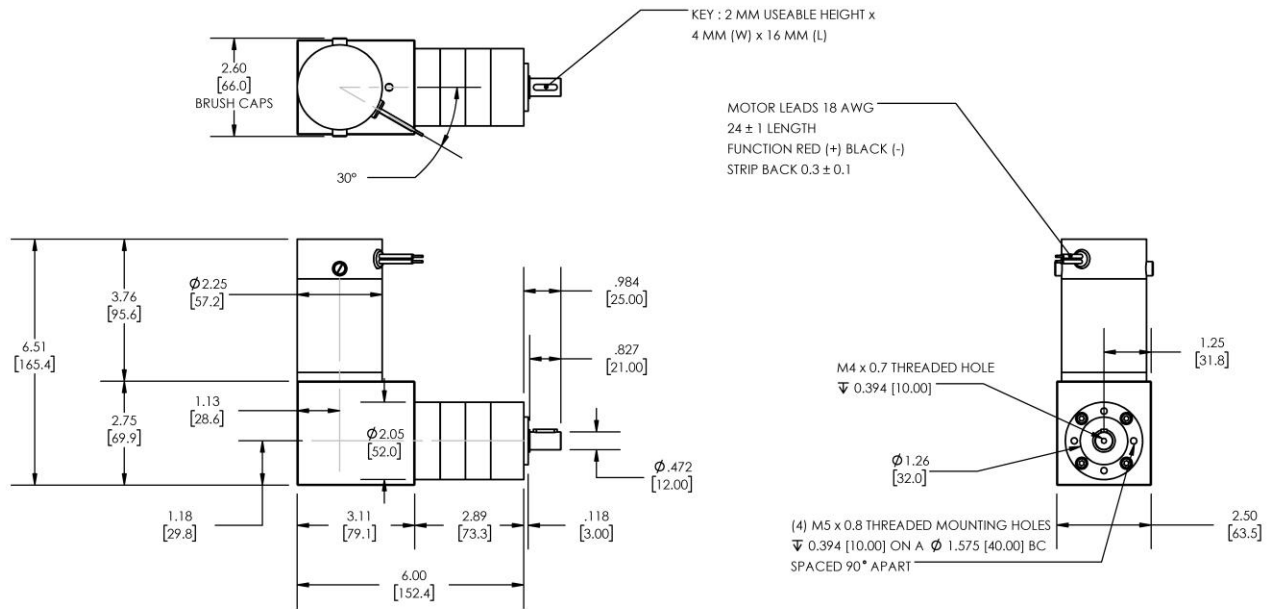 KEY : 2 MM USEABLE HEIGHT x
4 MM (W) x 16 MM (L)
2.60
[66.0]
BRUSH CAPS
30°
MOTOR LEADS 18 AWG
24 ± 1 LENGTH
FUNCTION RED (+) BLACK (-)
STRIP BACK 0.3 ± 0.1
6.51
[165.4]
3.76
[95.6]
2.75
[69.9]
Ø2.25
[57.2]
1.13
[28.6]
1.18
[29.8]
Ø2.05
[52.0]
.984
[25.00]
.827
[21.00]
Ø.472
[12.00]
3.11
[79.1]
2.89
[73.3]
.118
[3.00]
6.00
[152.4]
M4 x 0.7 THREADED HOLE
↧ 0.394 [10.00]
1.25
[31.8]
Ø1.26
[32.0]
(4) M5 x 0.8 THREADED MOUNTING HOLES
↧ 0.394 [10.00] ON A Ø 1.575 [40.00] BC
SPACED 90° APART
2.50
[63.5]